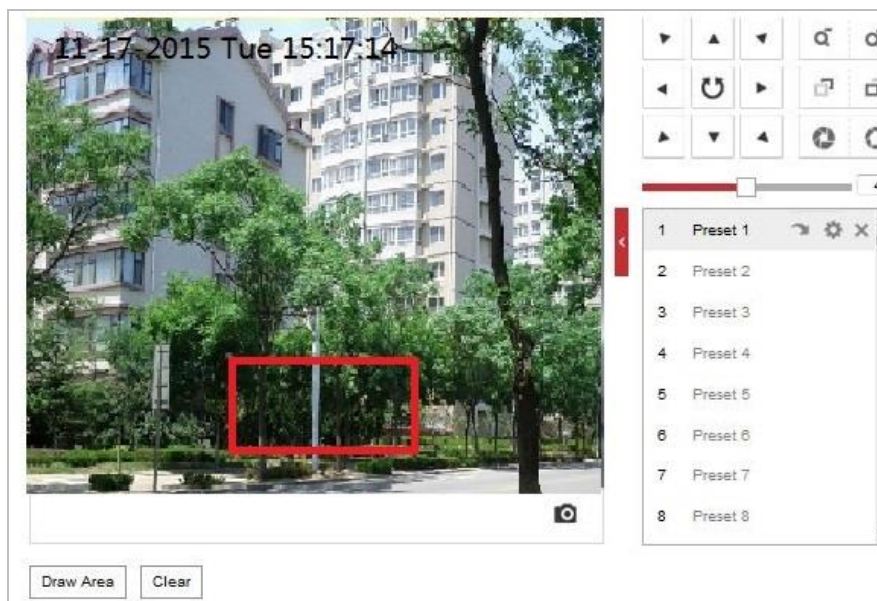 11-17-2015 Tue 15:17:14
4
1 Preset 1
2 Preset 2
3 Preset 3
4 Preset 4
5 Preset 5
6 Preset 6
7 Preset 7
8 Preset 8
Draw Area Clear